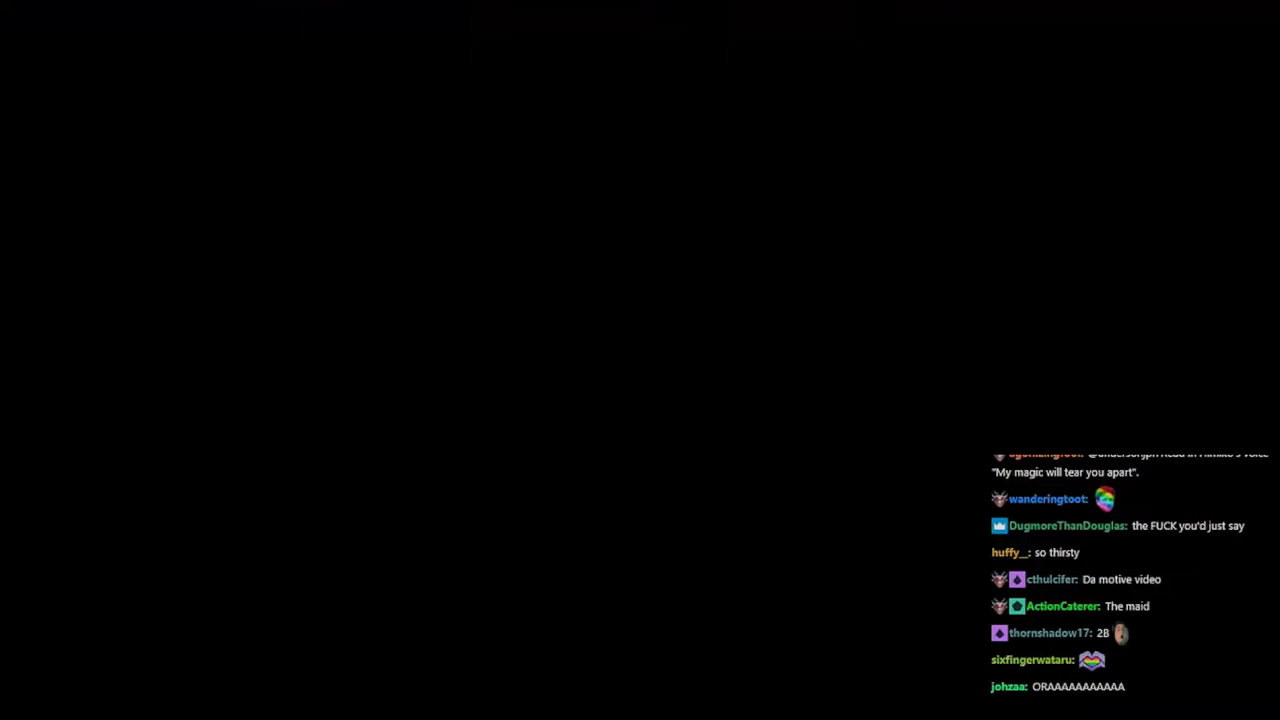 "My magic will tear you apart".
wanderingtoot:
DugmoreThanDouglas: the FUCK you'd just say
huffy__: so thirsty
cthulcifer: Da motive video
ActionCaterer: The maid
thornshadow17: 2B
sixfingerwataru:
johzaa: ORAAAAAAAAAAA